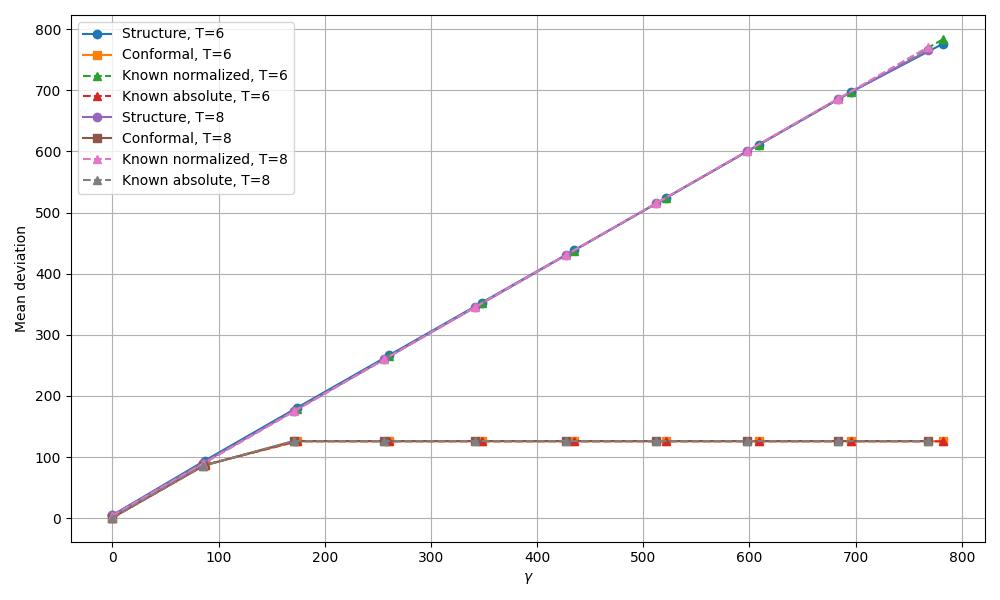 Structure, T=6
Conformal, T=6
Known normalized, T=6
Known absolute, T=6
Structure, T=8
Conformal, T=8
Known normalized, T=8
Known absolute, T=8
Mean deviation
800
700
600
500
400
300
200
100
0
0 100 200 300 400 500 600 700 800
γ